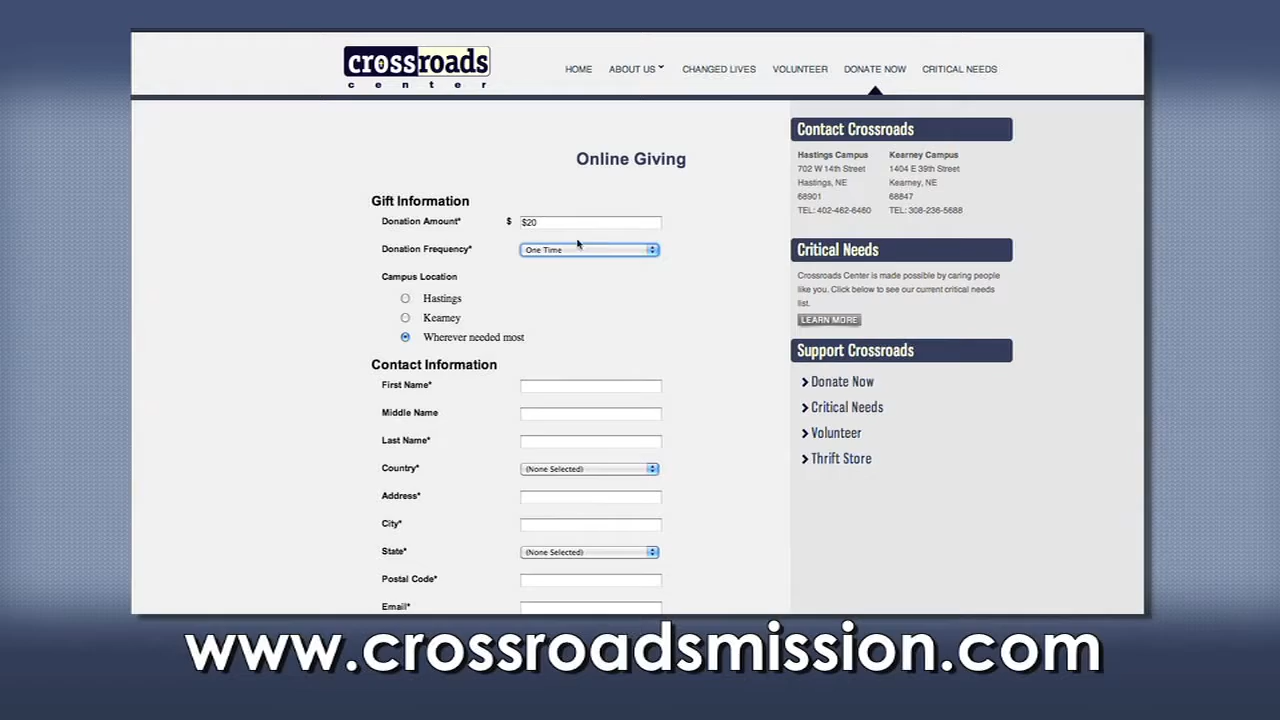 crossroads
center
HOME ABOUT US CHANGED LIVES VOLUNTEER DONATE NOW CRITICAL NEEDS
Online Giving
Gift Information
Donation Amount* $ $20
Donation Frequency* One Time
Campus Location
Hastings
Kearney
Wherever needed most
Contact Information
First Name*
Middle Name
Last Name*
Country* (None Selected)
Address*
City*
State* (None Selected)
Postal Code*
Email*
Contact Crossroads
Hastings Campus Kearney Campus
702 W 14th Street 1404 E 39th Street
Hastings, NE Kearney, NE
68901 68847
TEL: 402-462-6460 TEL: 308-236-5688
Critical Needs
Crossroads Center is made possible by caring people
like you. Click below to see our current critical needs
list.
LEARN MORE
Support Crossroads
Donate Now
Critical Needs
Volunteer
Thrift Store
www.crossroadsmission.com